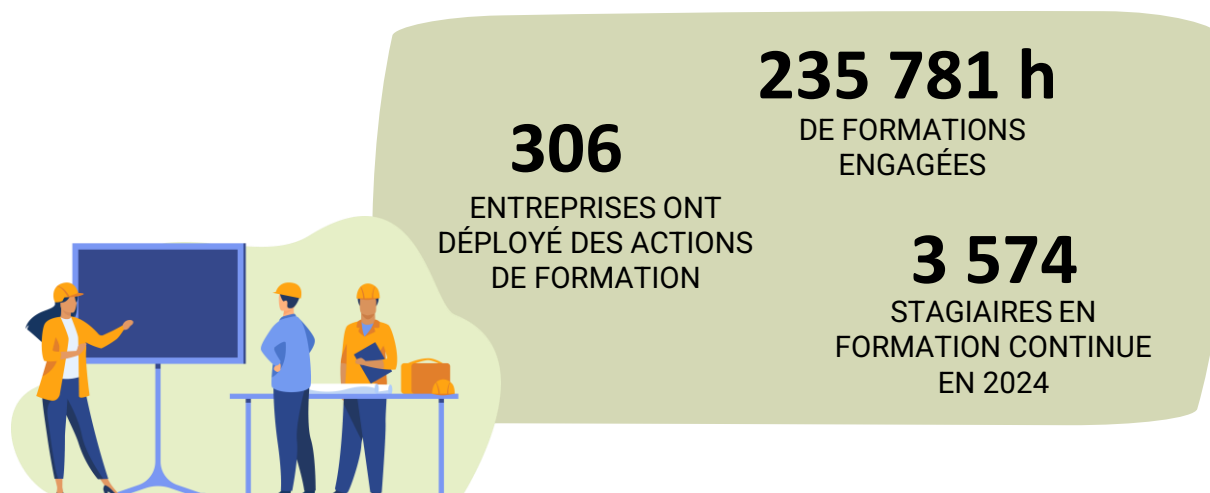 306
ENTREPRISES ONT
DÉPLOYÉ DES ACTIONS
DE FORMATION
235 781 h
DE FORMATIONS
ENGAGÉES
3 574
STAGIAIRES EN
FORMATION CONTINUE
EN 2024